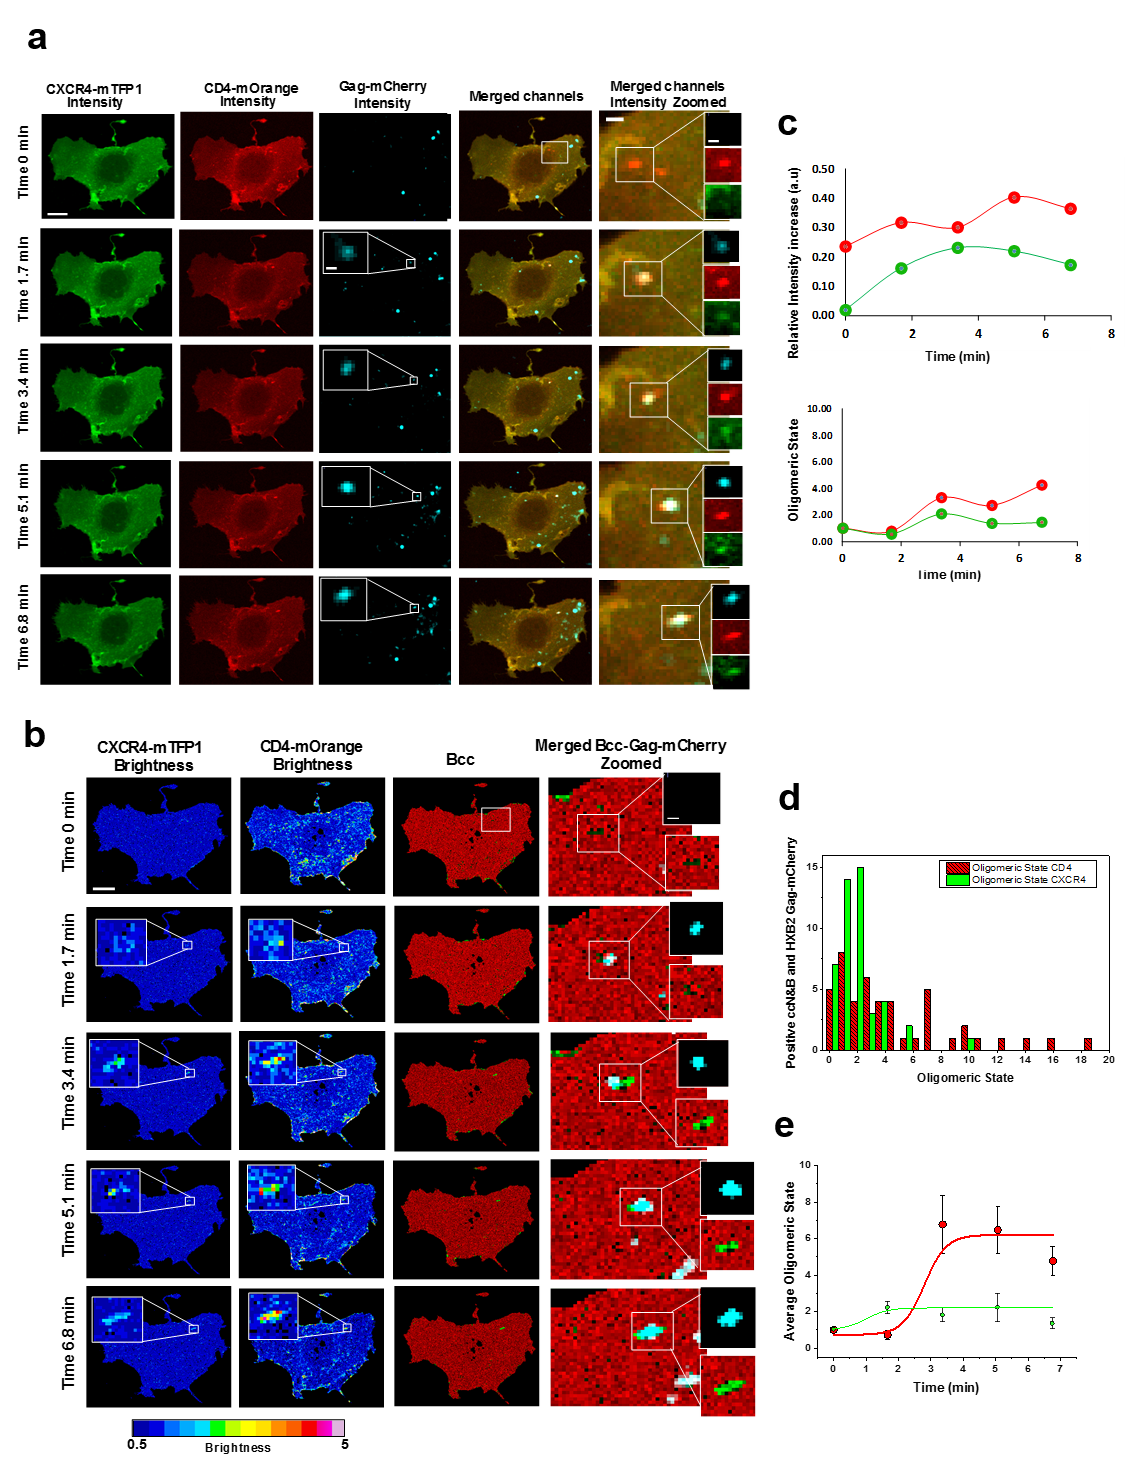 a
CXCR4-mTFP1
Intensity
CD4-mOrange
Intensity
Gag-mCherry
Intensity
Merged channels
Merged channels
Intensity Zoomed
Time 0 min
Time 1.7 min
Time 3.4 min
Time 5.1 min
Time 6.8 min
b
CXCR4-mTFP1
Brightness
CD4-mOrange
Brightness
Bcc
Merged Bcc-Gag-mCherry
Zoomed
Time 0 min
Time 1.7 min
Time 3.4 min
Time 5.1 min
Time 6.8 min
0.5
Brightness
5
c
Relative Intensity increase (a.u)
0.50
0.40
0.30
0.20
0.10
0.00
0 2 4 6 8
Time (min)
Oligomeric State
10.00
8.00
6.00
4.00
2.00
0.00
0 2 4 6 8
Time (min)
d
Positive ccN&B and HXB2 Gag-mCherry
15
10
5
0
Oligomeric State CD4
Oligomeric State CXCR4
0 2 4 6 8 10 12 14 16 18 20
Oligomeric State
e
Average Oligomeric State
10
8
6
4
2
0
0 1 2 3 4 5 6 7
Time (min)